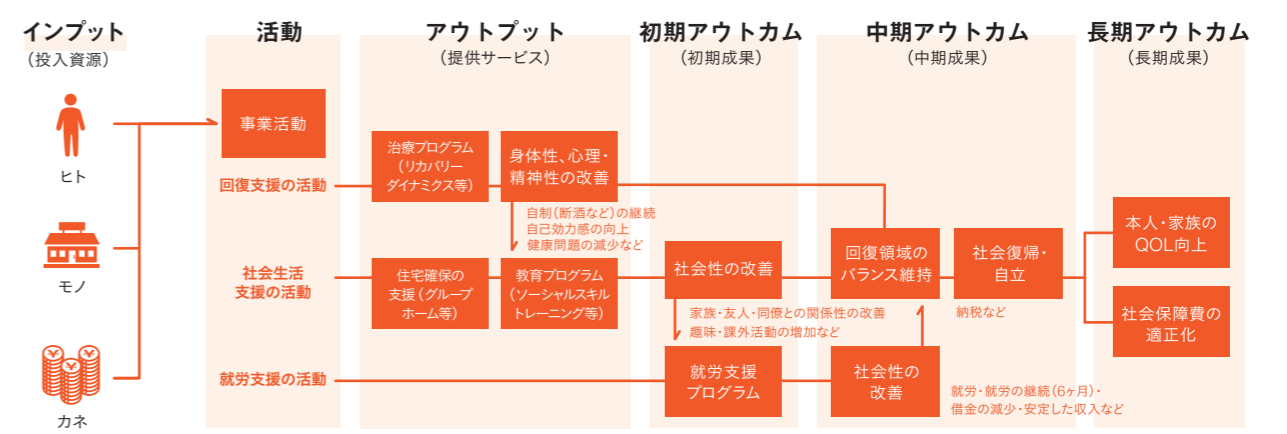 インプット
(投入資源)
活動
アウトプット
(提供サービス)
初期アウトカム
(初期成果)
中期アウトカム
(中期成果)
長期アウトカム
(長期成果)
ヒト
モノ
¥
¥
¥
カネ
事業活動
回復支援の活動
治療プログラム
(リカバリー
ダイナミクス等)
身体性、心理・
精神性の改善
自制(断酒など)の継続
自己効力感の向上
健康問題の減少など
社会生活
支援の活動
住宅確保の
支援(グループ
ホーム等)
教育プログラム
(ソーシャルスキル
トレーニング等)
社会性の改善
家族・友人・同僚との関係性の改善
趣味・課外活動の増加など
回復領域の
バランス維持
社会復帰・
自立
納税など
本人・家族の
QOL向上
社会保障費の
適正化
就労支援の活動
就労支援
プログラム
社会性の
改善
就労・就労の継続(6ヶ月)・
借金の減少・安定した収入など